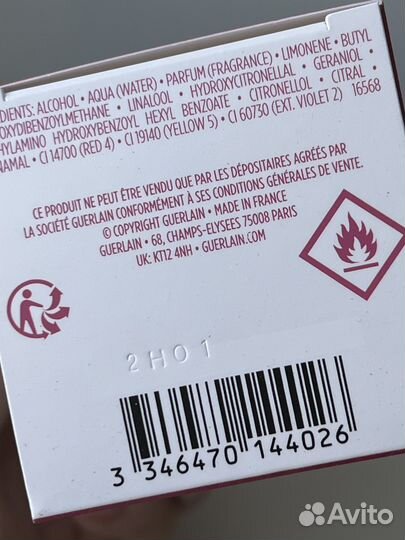 DIENTS: ALCOHOL • AQUA (WATER) • PARFUM (FRAGRANCE) • LIMONENE • BUTYL
OXYDIBENZOYLMETHANE • LINALOOL • HYDROXYCITRONELLAL • GERANIOL •
HYLAMINO HYDROXYBENZOYL HEXYL BENZOATE • CITRONELLOL • CITRAL •
NAMAL • CI 14700 (RED 4) • CI 19140 (YELLOW 5) • CI 60730 (EXT. VIOLET 2) 16568
CE PRODUIT NE PEUT ÊTRE VENDU QUE PAR LES DÉPOSITAIRES AGRÉÉS PAR
LA SOCIÉTÉ GUERLAIN CONFORMÉMENT À SES CONDITIONS GÉNÉRALES DE VENTE.
© COPYRIGHT GUERLAIN • MADE IN FRANCE
GUERLAIN • 68, CHAMPS-ELYSEES 75008 PARIS
UK: KT12 4NH • GUERLAIN.COM
2H01
3 346470 144026
Avito